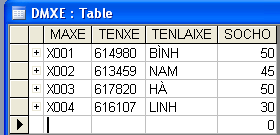 DMXE : Table
MAXE TENXE TENLAIXE SOCHO
+ X001 614980 BÌNH 50
+ X002 613459 NAM 45
+ X003 617820 HÀ 50
+ X004 616107 LINH 30
0